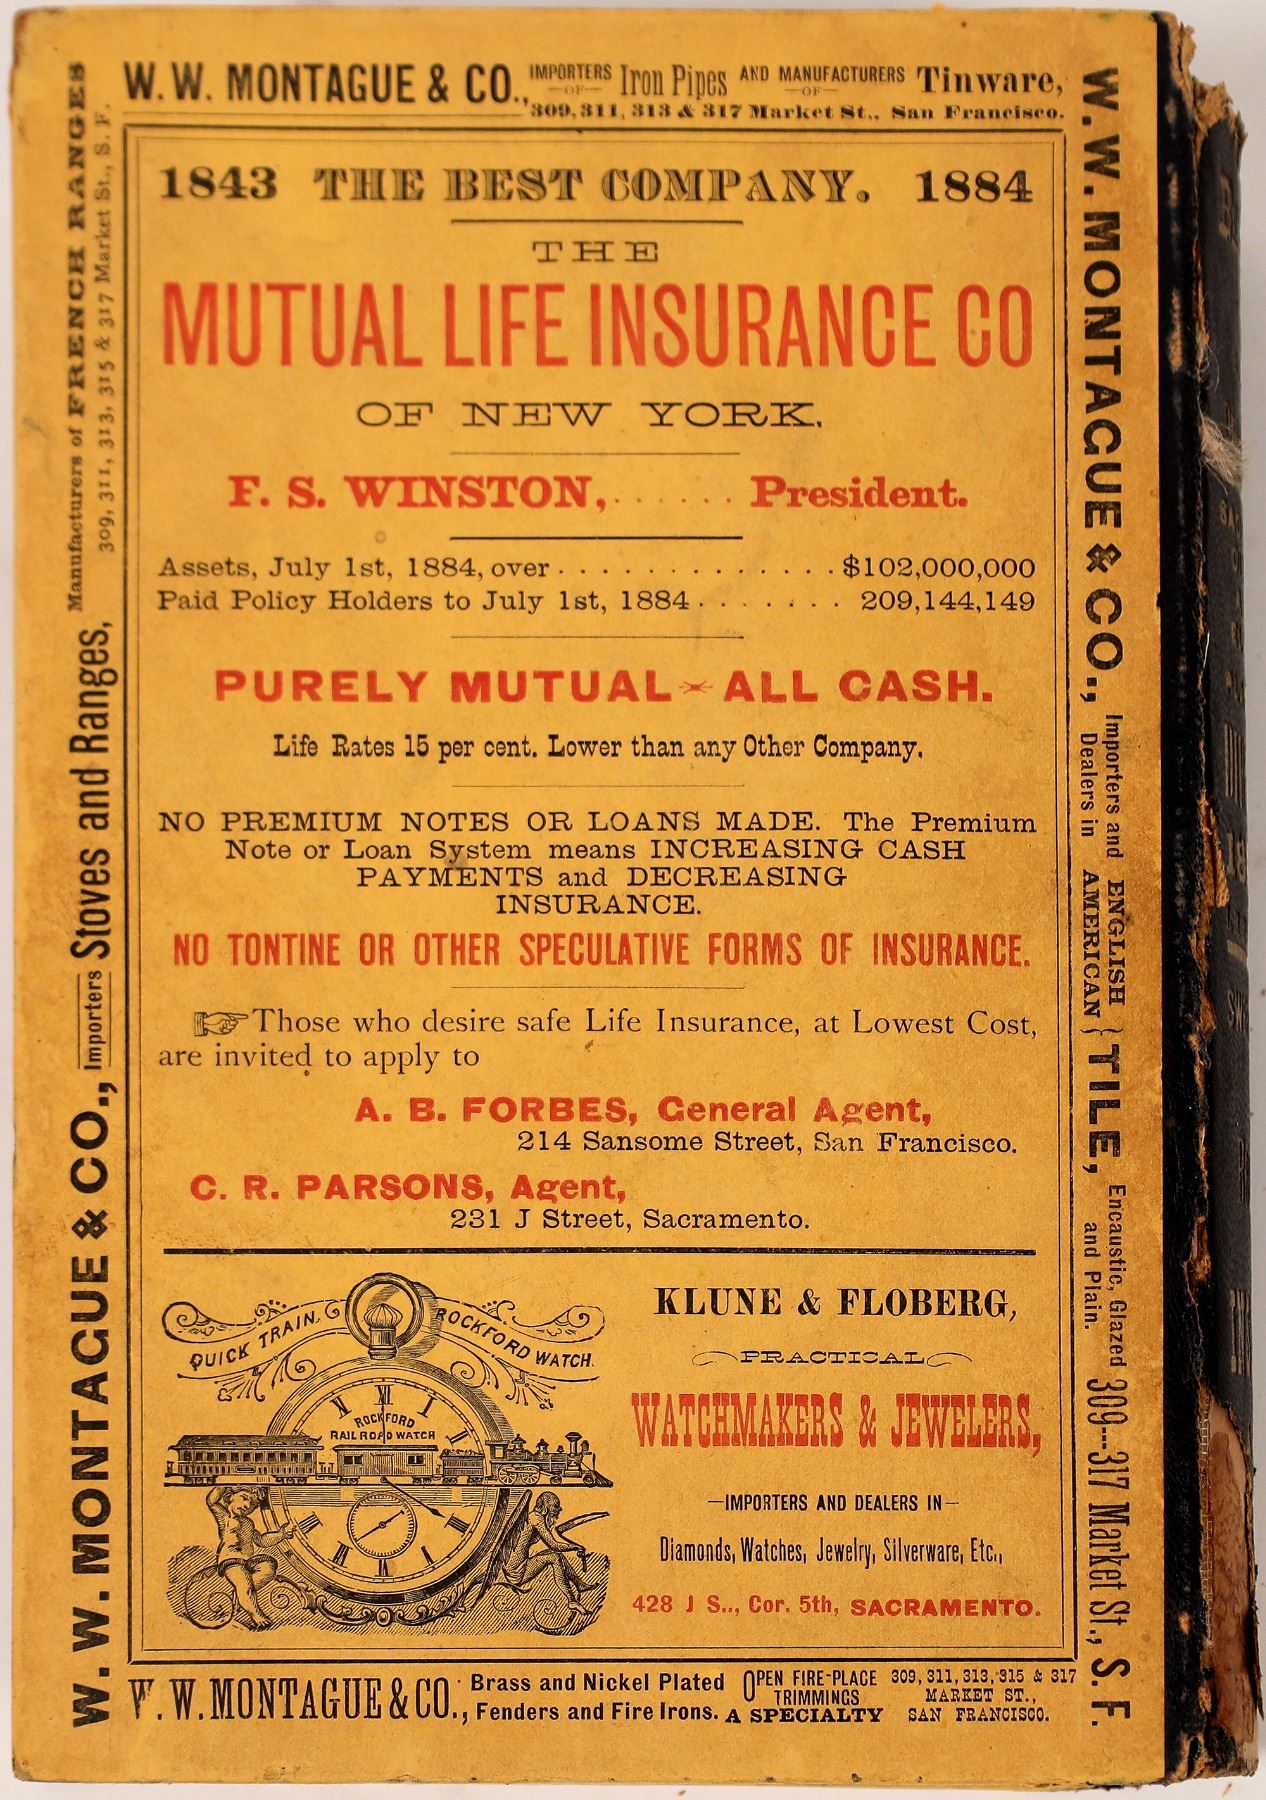 W. W. MONTAGUE & CO., IMPORTERS OF Iron Pipes AND MANUFACTURERS OF Tinware,
309, 311, 313 & 317 Market St., San Francisco.
1843 THE BEST COMPANY. 1884
THE
MUTUAL LIFE INSURANCE CO
OF NEW YORK.
F. S. WINSTON, ...... President.
Assets, July 1st, 1884, over . . . . . . . . . . . . . . $102,000,000
Paid Policy Holders to July 1st, 1884 . . . . . . . 209,144,149
PURELY MUTUAL ALL CASH.
Life Rates 15 per cent. Lower than any Other Company.
NO PREMIUM NOTES OR LOANS MADE. The Premium
Note or Loan System means INCREASING CASH
PAYMENTS and DECREASING
INSURANCE.
NO TONTINE OR OTHER SPECULATIVE FORMS OF INSURANCE.
Those who desire safe Life Insurance, at Lowest Cost,
are invited to apply to
A. B. FORBES, General Agent,
214 Sansome Street, San Francisco.
C. R. PARSONS, Agent,
231 J Street, Sacramento.
QUICK TRAIN. ROCKFORD WATCH.
ROCKFORD
RAIL ROAD WATCH
KLUNE & FLOBERG,
PRACTICAL
WATCHMAKERS & JEWELERS,
—IMPORTERS AND DEALERS IN—
Diamonds, Watches, Jewelry, Silverware, Etc.,
428 J S.., Cor. 5th, SACRAMENTO.
W. W. MONTAGUE & CO., Brass and Nickel Plated
Fenders and Fire Irons.
OPEN FIRE-PLACE
TRIMMINGS
A SPECIALTY
309, 311, 313, 315 & 317
MARKET ST.,
SAN FRANCISCO.
W. W. MONTAGUE & CO., Importers Stoves and Ranges,
Manufacturers of FRENCH RANGES
309, 311, 313, 315 & 317 Market St., S. F.
W. W. MONTAGUE & CO., Importers and
Dealers in
ENGLISH
AMERICAN } TILE, Encaustic, Glazed
and Plain.
309---317 Market St., S. F.